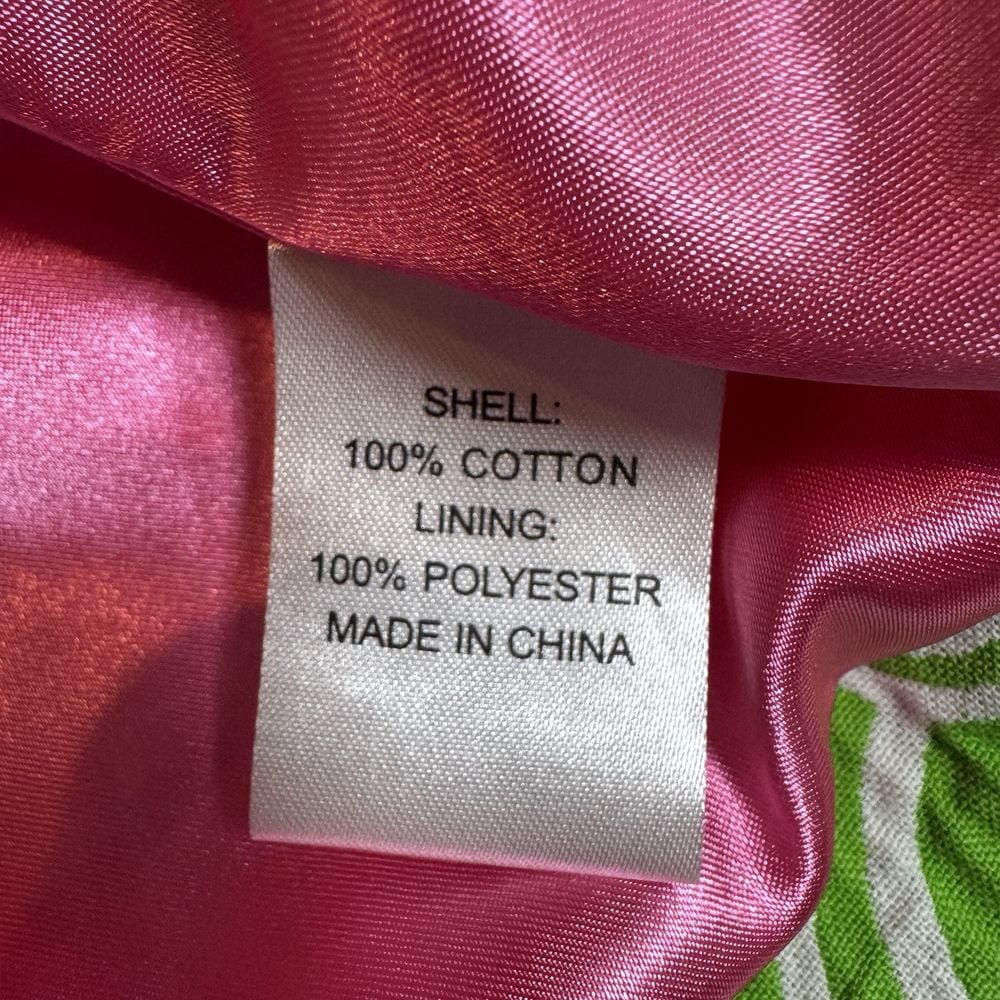 SHELL:
100% COTTON
LINING:
100% POLYESTER
MADE IN CHINA